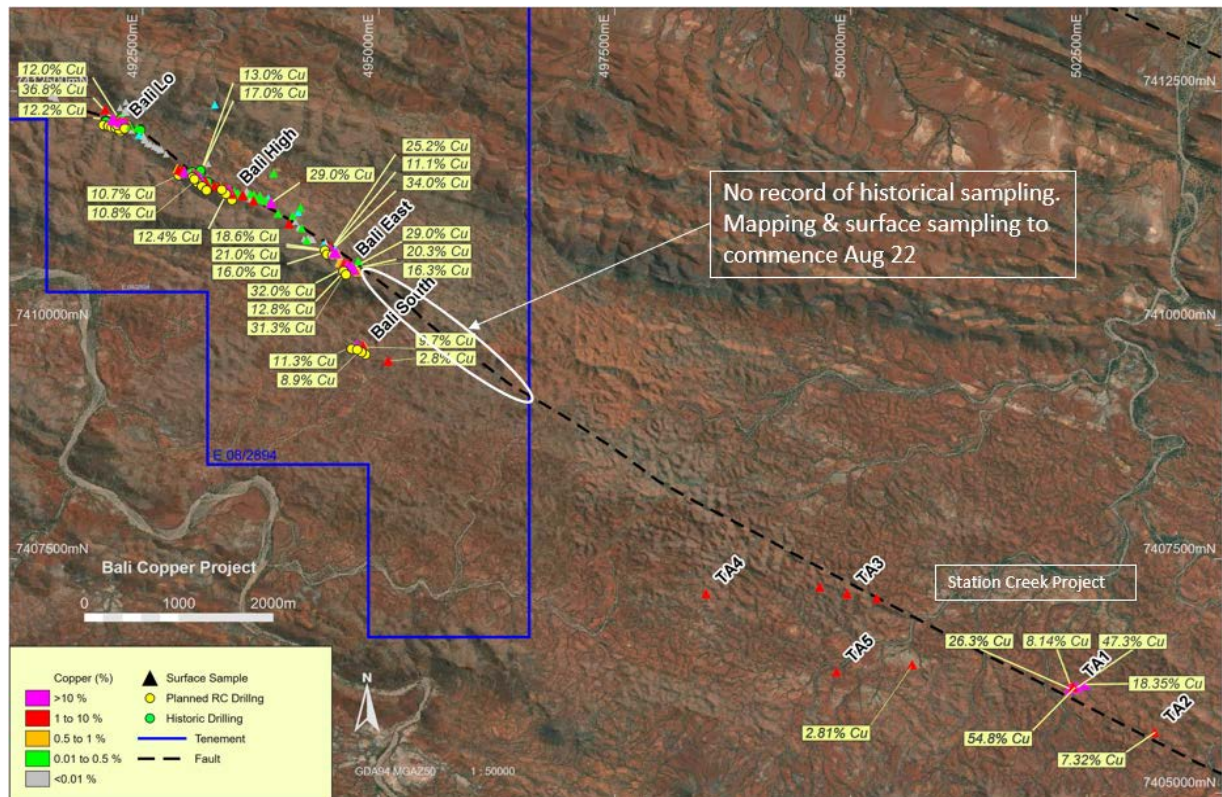 492500mE
495000mE
497500mE
500000mE
502500mE
7412500mN
12.0% Cu
36.8% Cu
12.2% Cu
Bali Lo
13.0% Cu
17.0% Cu
Bali High
25.2% Cu
11.1% Cu
34.0% Cu
29.0% Cu
10.7% Cu
10.8% Cu
12.4% Cu
18.6% Cu
21.0% Cu
16.0% Cu
Bali East
29.0% Cu
20.3% Cu
16.3% Cu
32.0% Cu
12.8% Cu
31.3% Cu
Bali South
9.7% Cu
2.8% Cu
11.3% Cu
8.9% Cu
No record of historical sampling.
Mapping & surface sampling to
commence Aug 22
7410000mN
7410000mN
E 08/2894
7407500mN
7407500mN
Bali Copper Project
0 1000 2000m
TA4
TA3
Station Creek Project
TA5
2.81% Cu
26.3% Cu
8.14% Cu
47.3% Cu
TA1
18.35% Cu
54.8% Cu
TA2
7.32% Cu
7405000mN
Copper (%)
>10 %
1 to 10 %
0.5 to 1 %
0.01 to 0.5 %
<0.01 %
Surface Sample
Planned RC Drillng
Historic Drilling
Tenement
Fault
N
GDA94 MGAZ50 1 : 50000